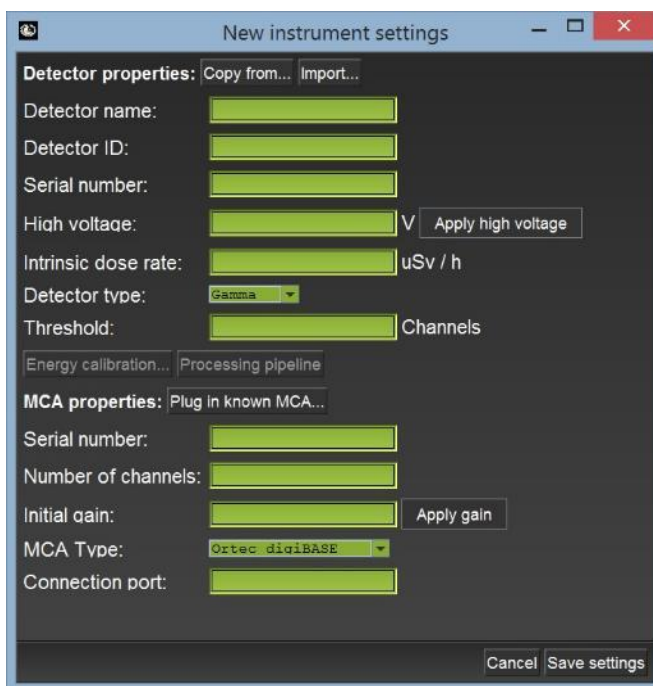 New instrument settings
Detector properties: Copy from... Import...
Detector name:
Detector ID:
Serial number:
High voltage: V Apply high voltage
Intrinsic dose rate: uSv / h
Detector type: Gamma
Threshold: Channels
Energy calibration... Processing pipeline
MCA properties: Plug in known MCA...
Serial number:
Number of channels:
Initial gain: Apply gain
MCA Type: Ortec digiBASE
Connection port:
Cancel Save settings